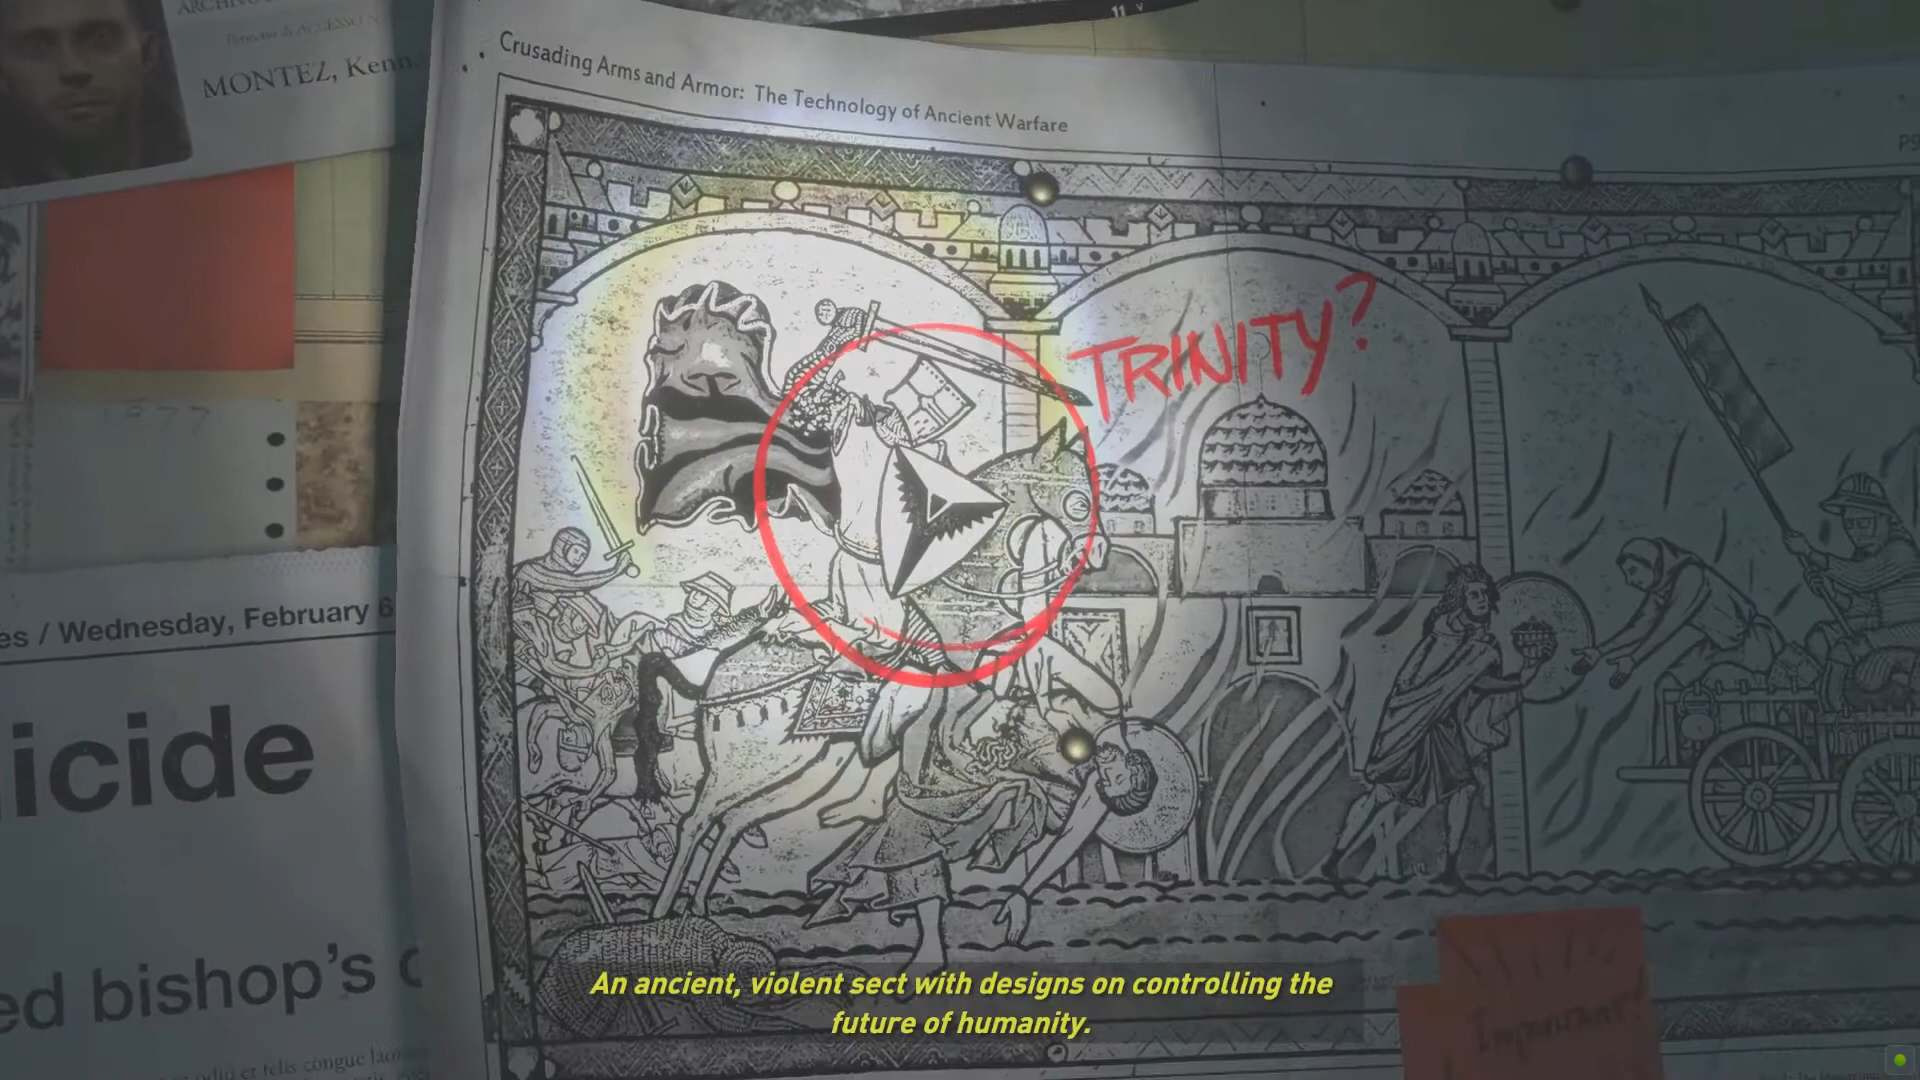 MONTEZ, Kenn
Crusading Arms and Armor: The Technology of Ancient Warfare
TRINITY?
es / Wednesday, February 6
icide
ed bishop's
Important!
An ancient, violent sect with designs on controlling the
future of humanity.